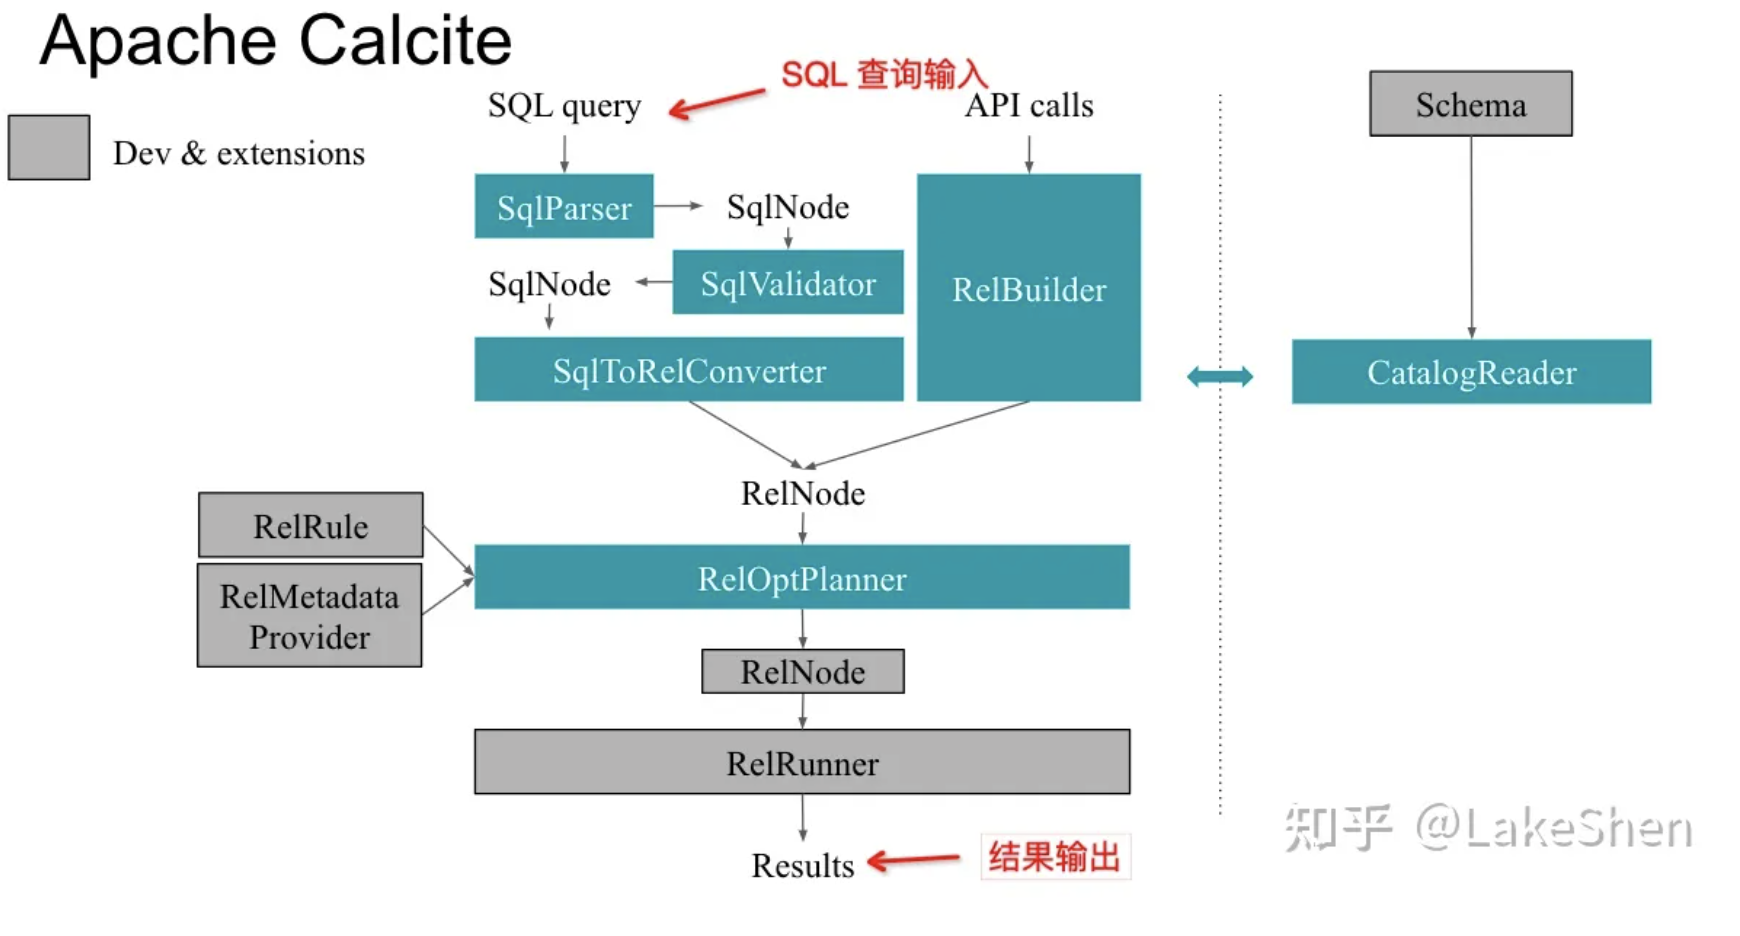 Apache Calcite
Dev & extensions
SQL 查询输入
SQL query
API calls
Schema
SqlParser
SqlNode
SqlNode
SqlValidator
RelBuilder
SqlToRelConverter
CatalogReader
RelNode
RelRule
RelMetadata
Provider
RelOptPlanner
RelNode
RelRunner
Results
结果输出
知乎 @LakeShen